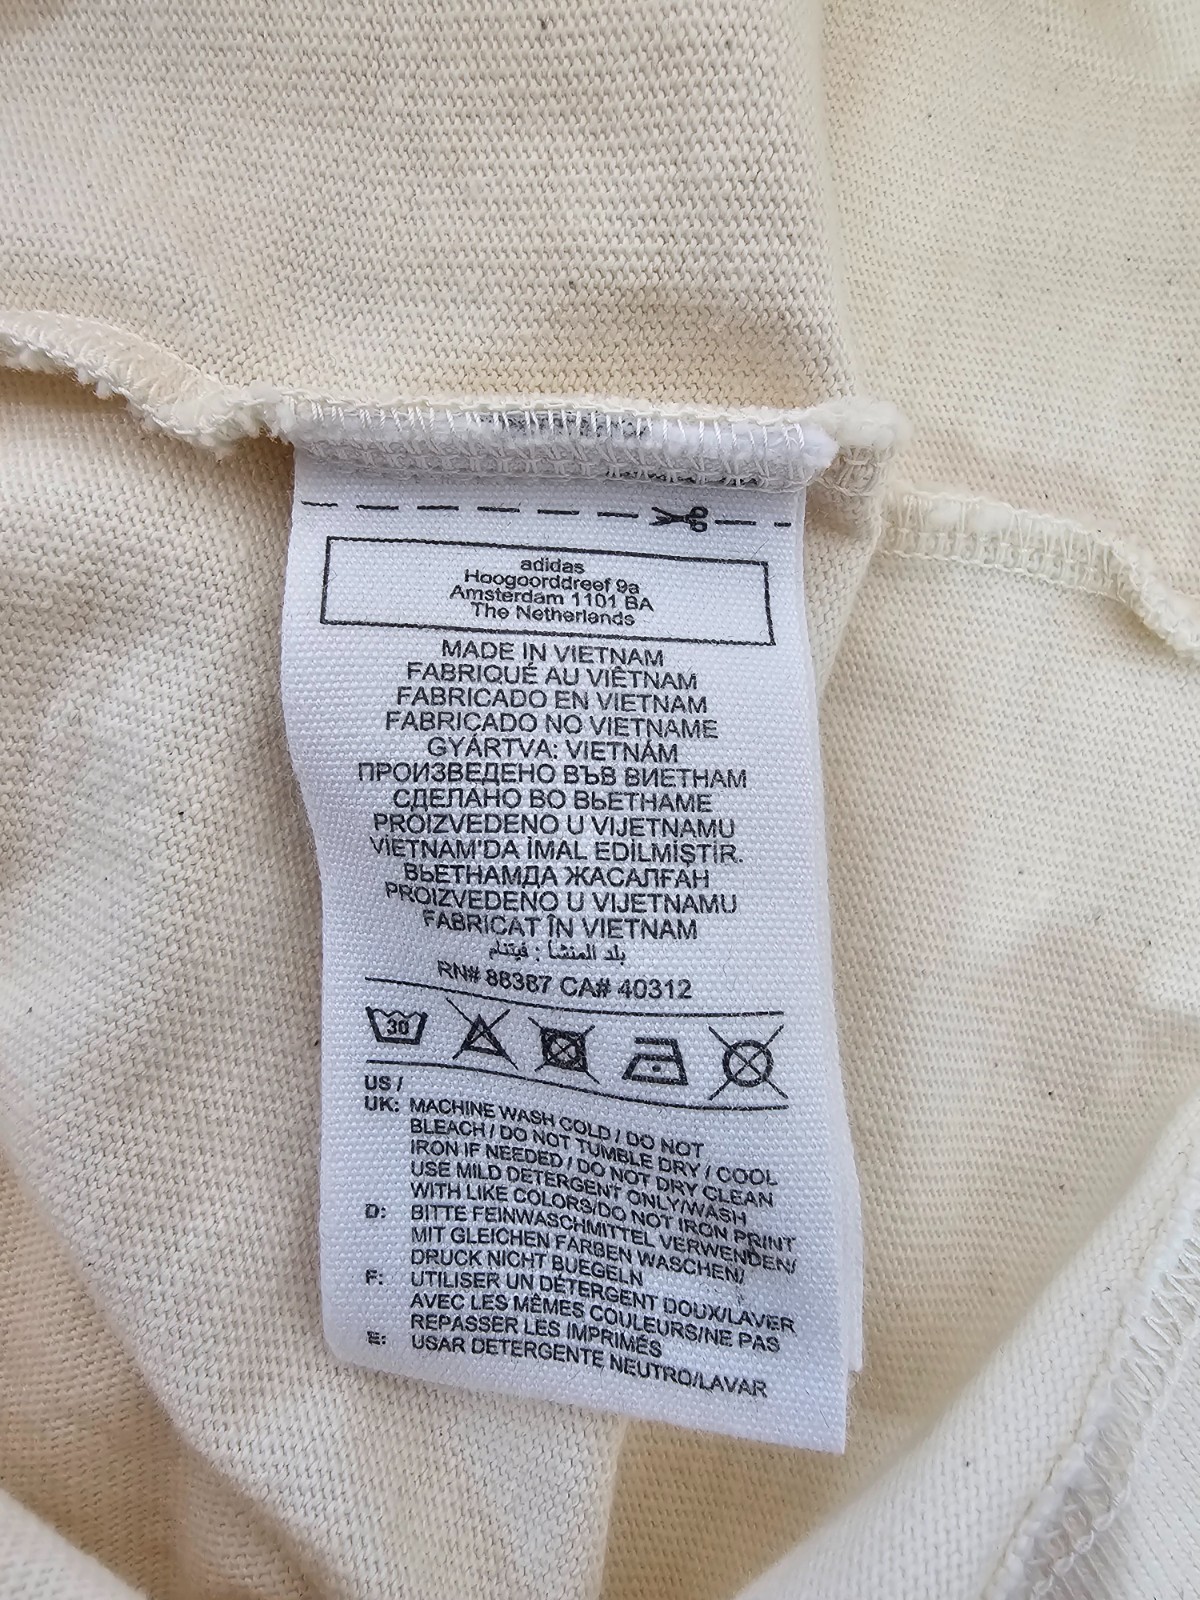 adidas
Hoogoorddreef 9a
Amsterdam 1101 BA
The Netherlands
MADE IN VIETNAM
FABRIQUÉ AU VIÊTNAM
FABRICADO EN VIETNAM
FABRICADO NO VIETNAME
GYÁRTVA: VIETNÁM
ПРОИЗВЕДЕНО ВЪВ ВИЕТНАМ
СДЕЛАНО ВО ВЬЕТНАМЕ
PROIZVEDENO U VIJETNAMU
VIETNAM'DA İMAL EDİLMİŞTİR.
ВЬЕТНАМДА ЖАСАЛҒАН
PROIZVEDENO U VIJETNAMU
FABRICAT ÎN VIETNAM
بلد المنشأ : فيتنام
RN# 88387 CA# 40312
30
US /
UK: MACHINE WASH COLD / DO NOT
BLEACH / DO NOT TUMBLE DRY / COOL
IRON IF NEEDED / DO NOT DRY CLEAN
USE MILD DETERGENT ONLY/WASH
WITH LIKE COLORS/DO NOT IRON PRINT
D: BITTE FEINWASCHMITTEL VERWENDEN/
MIT GLEICHEN FARBEN WASCHEN/
DRUCK NICHT BUEGELN
F: UTILISER UN DÉTERGENT DOUX/LAVER
AVEC LES MÊMES COULEURS/NE PAS
REPASSER LES IMPRIMÉS
E: USAR DETERGENTE NEUTRO/LAVAR